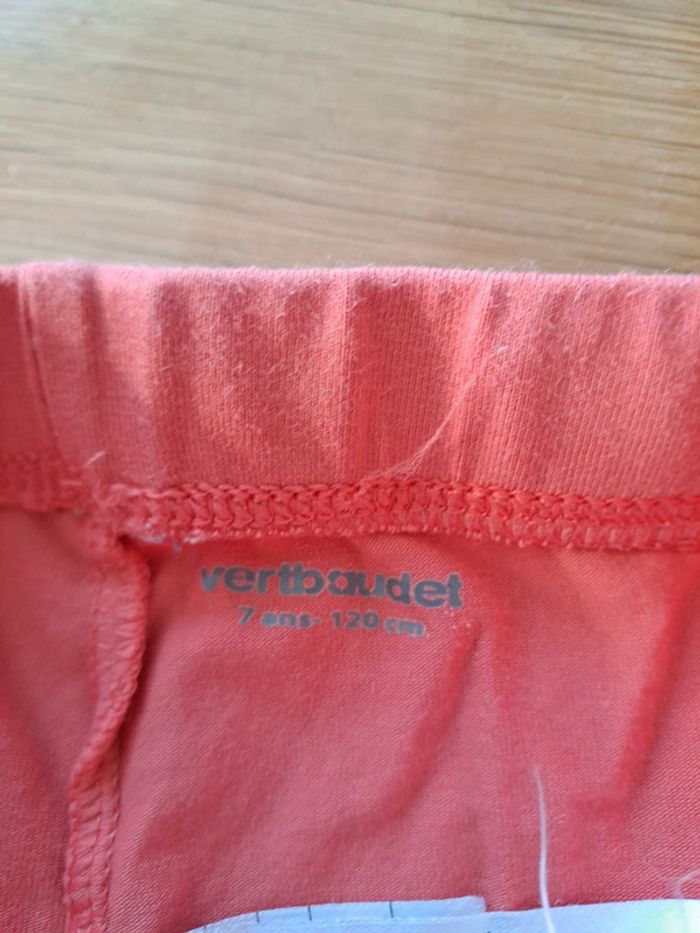 vertbaudet
7 ans- 120 cm